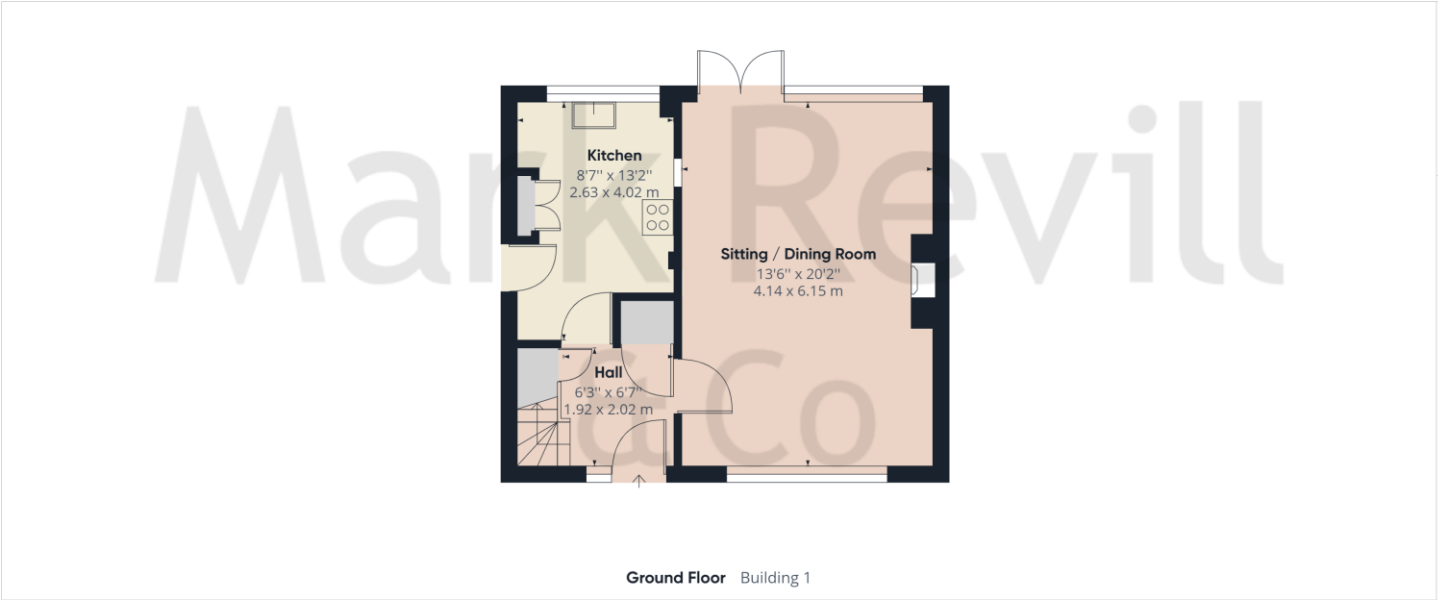 Mark Revill
& Co
Kitchen
8'7'' x 13'2''
2.63 x 4.02 m
Sitting / Dining Room
13'6'' x 20'2''
4.14 x 6.15 m
Hall
6'3'' x 6'7''
1.92 x 2.02 m
Ground Floor Building 1